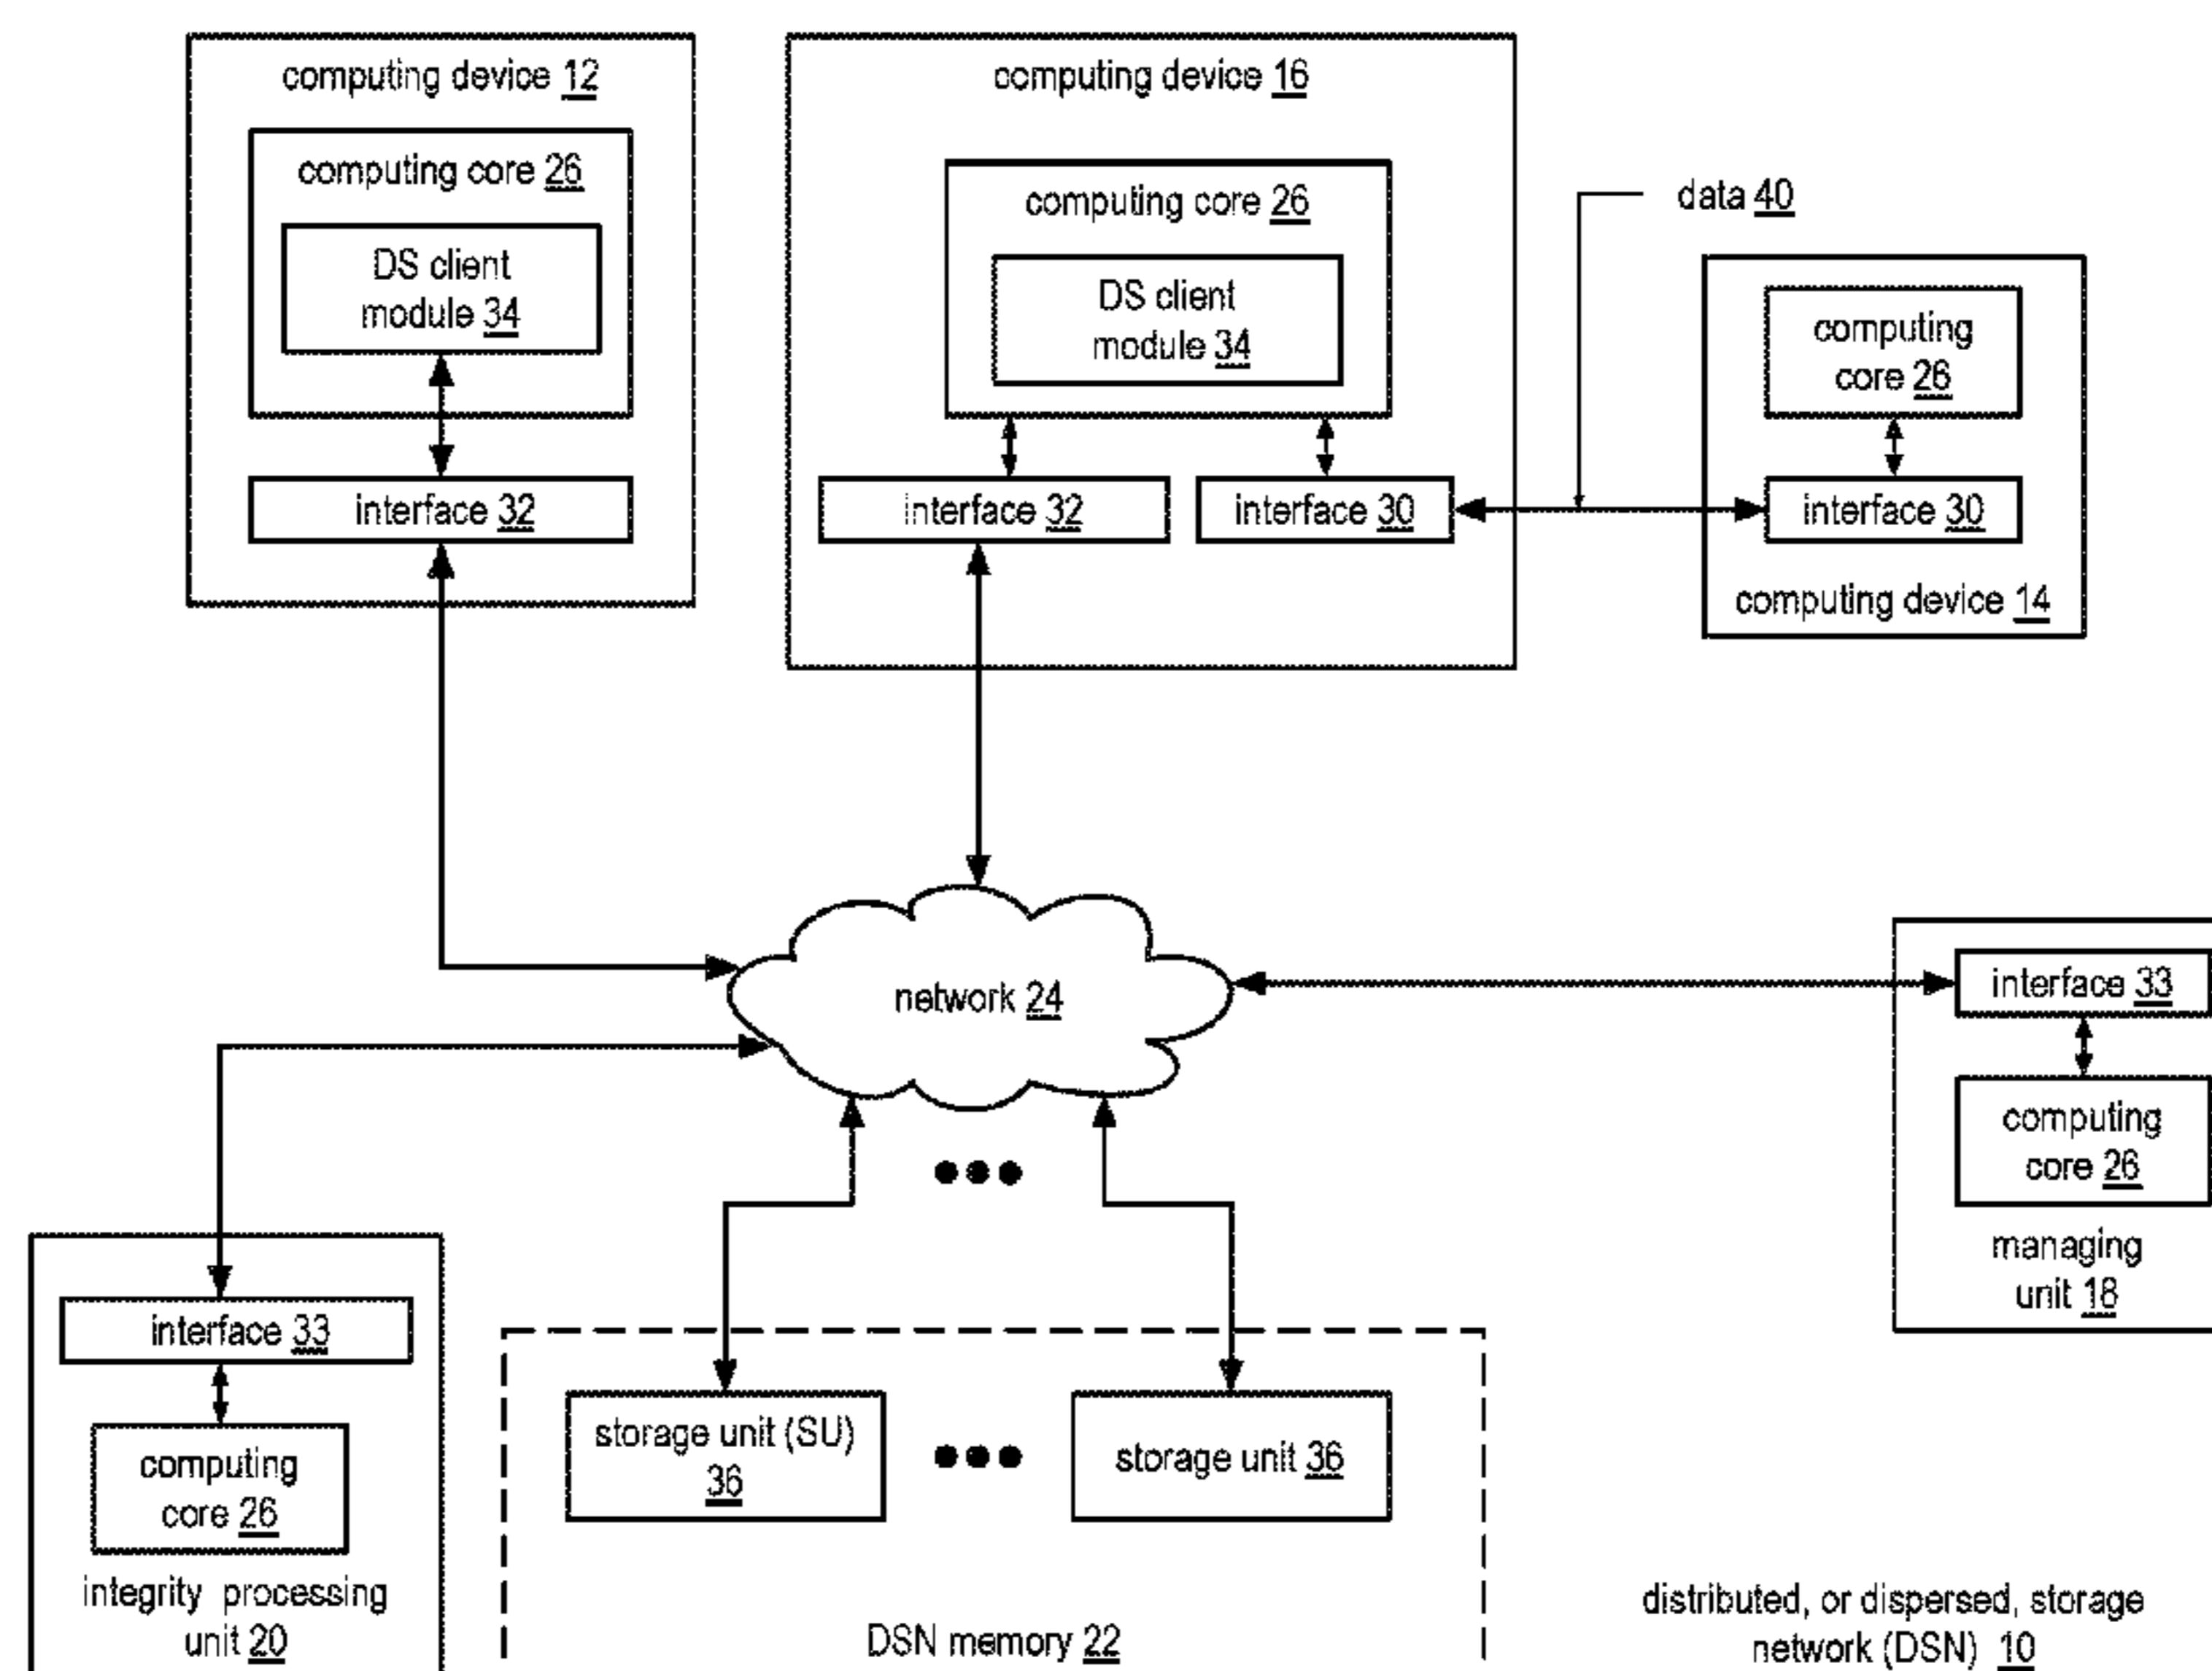 computing device 12
computing core 26
DS client
module 34
interface 32
computing device 16
computing core 26
DS client
module 34
interface 32
interface 30
data 40
computing
core 26
interface 30
computing device 14
network 24
interface 33
computing
core 26
managing
unit 18
interface 33
computing
core 26
integrity processing
unit 20
storage unit (SU)
36
storage unit 36
DSN memory 22
distributed, or dispersed, storage
network (DSN) 10